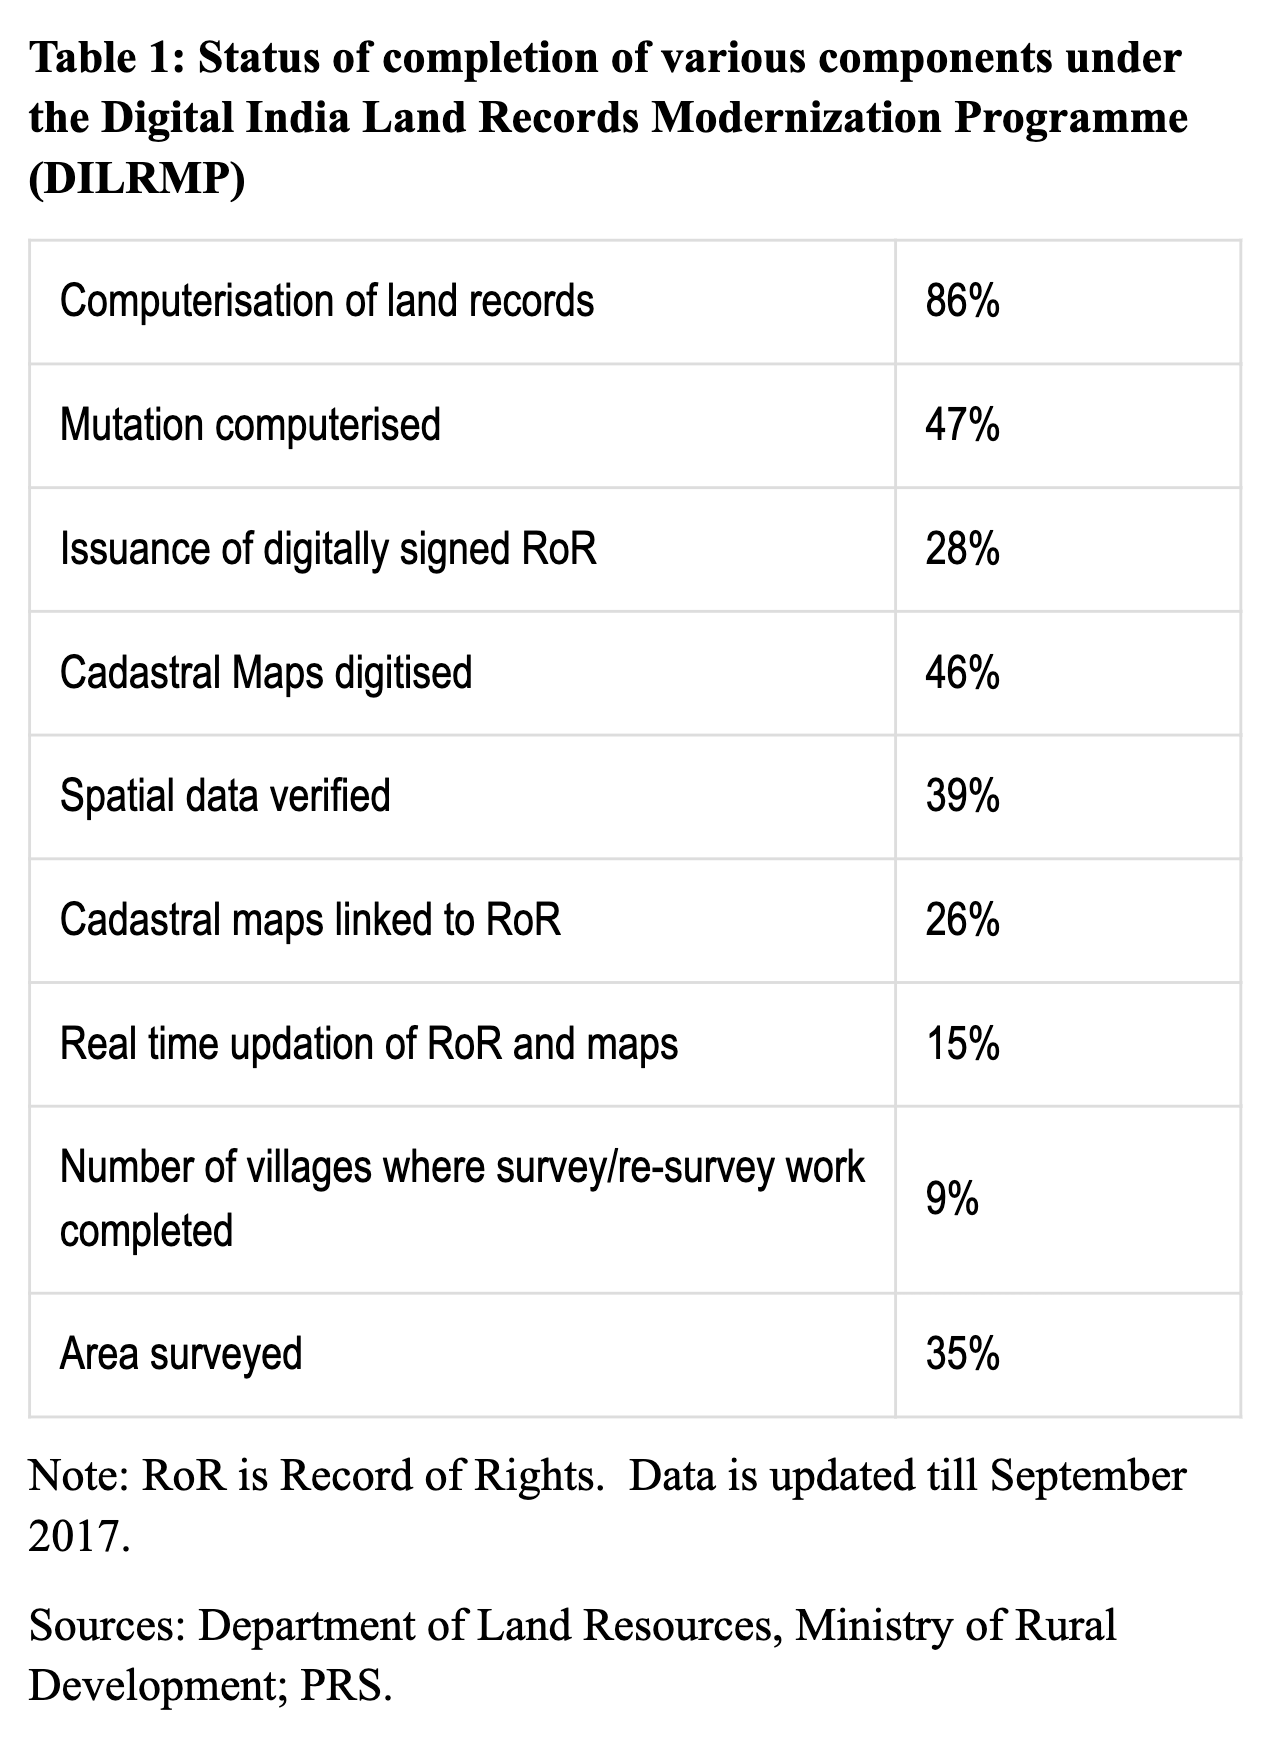 Table 1: Status of completion of various components under
the Digital India Land Records Modernization Programme
(DILRMP)
Computerisation of land records 86%
Mutation computerised 47%
Issuance of digitally signed RoR 28%
Cadastral Maps digitised 46%
Spatial data verified 39%
Cadastral maps linked to RoR 26%
Real time updation of RoR and maps 15%
Number of villages where survey/re-survey work
completed 9%
Area surveyed 35%
Note: RoR is Record of Rights.  Data is updated till September
2017.
Sources: Department of Land Resources, Ministry of Rural
Development; PRS.